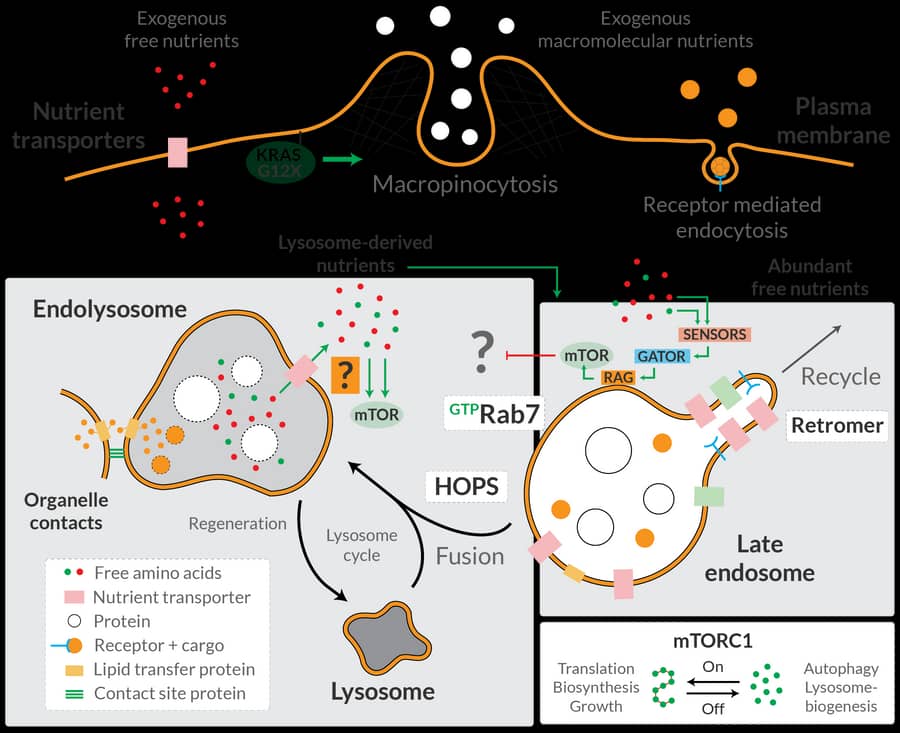 Exogenous
free nutrients
Exogenous
macromolecular nutrients
Nutrient
transporters
Plasma
membrane
KRAS
G12X
Macropinocytosis
Receptor mediated
endocytosis
Lysosome-derived
nutrients
Abundant
free nutrients
Endolysosome
?
mTOR
?
mTOR
SENSORS
GATOR
RAG
Recycle
GTPRab7
Retromer
HOPS
Organelle
contacts
Regeneration
Lysosome
cycle
Fusion
Late
endosome
Lysosome
Free amino acids
Nutrient transporter
Protein
Receptor + cargo
Lipid transfer protein
Contact site protein
mTORC1
Translation
Biosynthesis
Growth
On
Off
Autophagy
Lysosome-
biogenesis